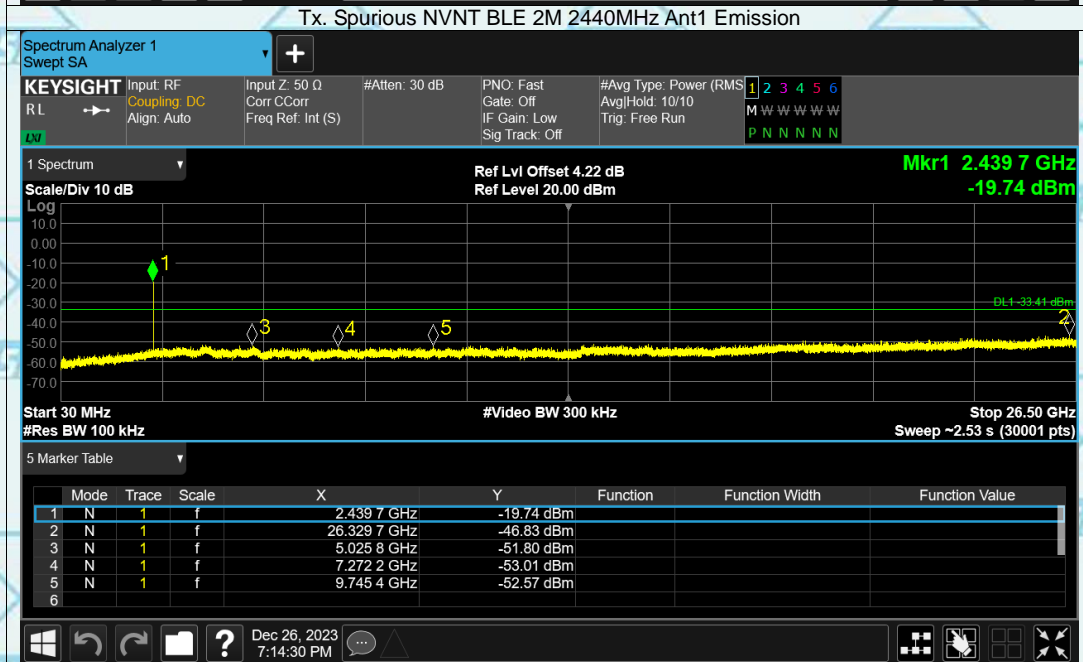 Tx. Spurious NVNT BLE 2M 2440MHz Ant1 Emission
Spectrum Analyzer 1
Swept SA
+
KEYSIGHT Input: RF Input Z: 50 Ω #Atten: 30 dB PNO: Fast #Avg Type: Power (RMS 1 2 3 4 5 6
RL Coupling: DC Corr CCorr Gate: Off Avg|Hold: 10/10 M W W W W W
Align: Auto Freq Ref: Int (S) IF Gain: Low Trig: Free Run
LXI Sig Track: Off P N N N N N
1 Spectrum Ref Lvl Offset 4.22 dB Mkr1 2.439 7 GHz
Scale/Div 10 dB Ref Level 20.00 dBm -19.74 dBm
Log
10.0
0.00
-10.0 1
-20.0
-30.0 DL1 -33.41 dBm
-40.0 3 4 5 2
-50.0
-60.0
-70.0
Start 30 MHz #Video BW 300 kHz Stop 26.50 GHz
#Res BW 100 kHz Sweep ~2.53 s (30001 pts)
5 Marker Table
Mode Trace Scale X Y Function Function Width Function Value
1 N 1 f 2.439 7 GHz -19.74 dBm
2 N 1 f 26.329 7 GHz -46.83 dBm
3 N 1 f 5.025 8 GHz -51.80 dBm
4 N 1 f 7.272 2 GHz -53.01 dBm
5 N 1 f 9.745 4 GHz -52.57 dBm
6
? Dec 26, 2023
7:14:30 PM